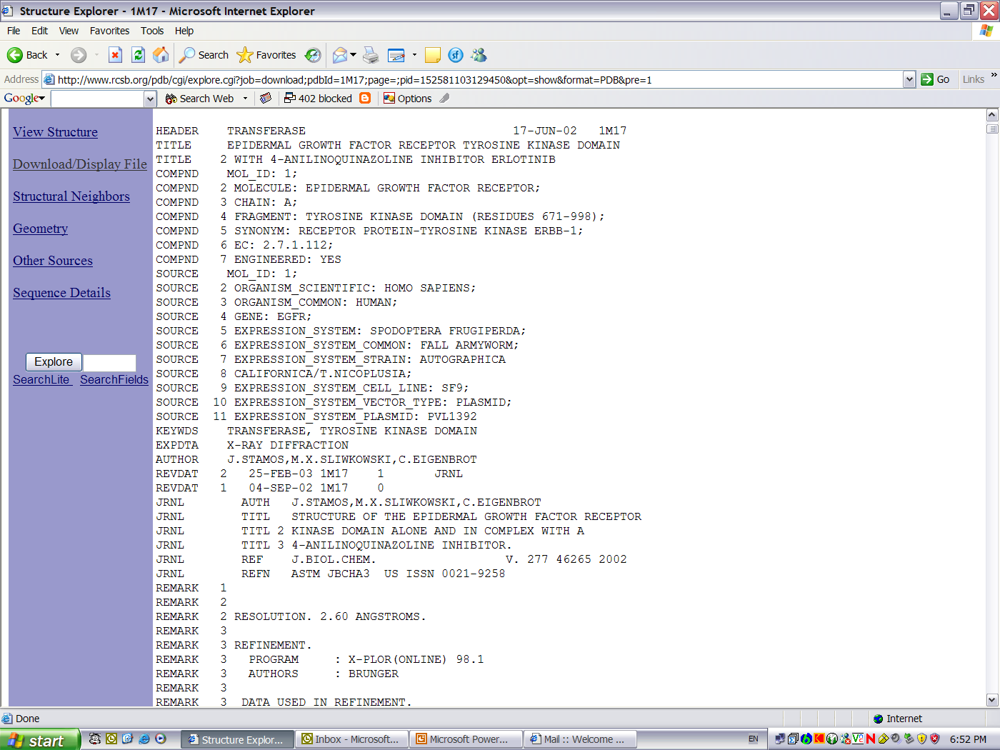 Structure Explorer - 1M17 - Microsoft Internet Explorer
File Edit View Favorites Tools Help
Back Search Favorites
Address http://www.rcsb.org/pdb/cgi/explore.cgi?job=download;pdbId=1M17;page=;pid=152581103129450&opt=show&format=PDB&pre=1 Go Links »
Google Search Web 402 blocked Options
View Structure
Download/Display File
Structural Neighbors
Geometry
Other Sources
Sequence Details
Explore
SearchLite SearchFields
HEADER    TRANSFERASE                             17-JUN-02   1M17
TITLE     EPIDERMAL GROWTH FACTOR RECEPTOR TYROSINE KINASE DOMAIN
TITLE    2 WITH 4-ANILINOQUINAZOLINE INHIBITOR ERLOTINIB
COMPND    MOL_ID: 1;
COMPND   2 MOLECULE: EPIDERMAL GROWTH FACTOR RECEPTOR;
COMPND   3 CHAIN: A;
COMPND   4 FRAGMENT: TYROSINE KINASE DOMAIN (RESIDUES 671-998);
COMPND   5 SYNONYM: RECEPTOR PROTEIN-TYROSINE KINASE ERBB-1;
COMPND   6 EC: 2.7.1.112;
COMPND   7 ENGINEERED: YES
SOURCE    MOL_ID: 1;
SOURCE   2 ORGANISM_SCIENTIFIC: HOMO SAPIENS;
SOURCE   3 ORGANISM_COMMON: HUMAN;
SOURCE   4 GENE: EGFR;
SOURCE   5 EXPRESSION_SYSTEM: SPODOPTERA FRUGIPERDA;
SOURCE   6 EXPRESSION_SYSTEM_COMMON: FALL ARMYWORM;
SOURCE   7 EXPRESSION_SYSTEM_STRAIN: AUTOGRAPHICA
SOURCE   8 CALIFORNICA/T.NICOPLUSIA;
SOURCE   9 EXPRESSION_SYSTEM_CELL_LINE: SF9;
SOURCE  10 EXPRESSION_SYSTEM_VECTOR_TYPE: PLASMID;
SOURCE  11 EXPRESSION_SYSTEM_PLASMID: PVL1392
KEYWDS    TRANSFERASE, TYROSINE KINASE DOMAIN
EXPDTA    X-RAY DIFFRACTION
AUTHOR    J.STAMOS,M.X.SLIWKOWSKI,C.EIGENBROT
REVDAT   2   25-FEB-03 1M17    1       JRNL
REVDAT   1   04-SEP-02 1M17    0
JRNL        AUTH   J.STAMOS,M.X.SLIWKOWSKI,C.EIGENBROT
JRNL        TITL   STRUCTURE OF THE EPIDERMAL GROWTH FACTOR RECEPTOR
JRNL        TITL 2 KINASE DOMAIN ALONE AND IN COMPLEX WITH A
JRNL        TITL 3 4-ANILINOQUINAZOLINE INHIBITOR.
JRNL        REF    J.BIOL.CHEM.                  V. 277 46265 2002
JRNL        REFN   ASTM JBCHA3  US ISSN 0021-9258
REMARK   1
REMARK   2
REMARK   2 RESOLUTION. 2.60 ANGSTROMS.
REMARK   3
REMARK   3 REFINEMENT.
REMARK   3   PROGRAM     : X-PLOR(ONLINE) 98.1
REMARK   3   AUTHORS     : BRUNGER
REMARK   3
REMARK   3  DATA USED IN REFINEMENT.
Done Internet
start Structure Explor... Inbox - Microsoft... Microsoft Power... Mail :: Welcome ... EN 6:52 PM